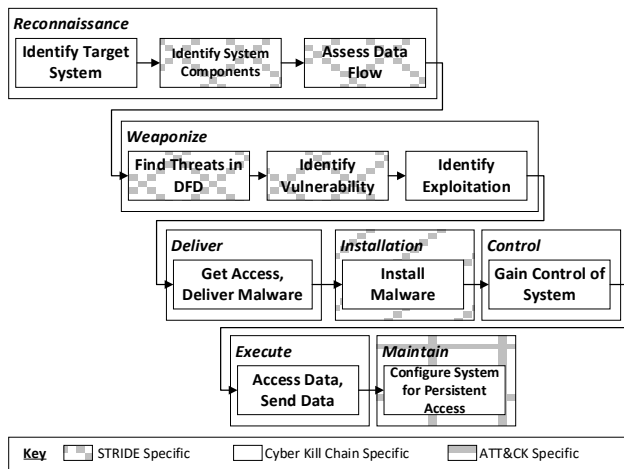 Reconnaissance
Identify Target
System
Identify System
Components
Assess Data
Flow
Weaponize
Find Threats in
DFD
Identify
Vulnerability
Identify
Exploitation
Deliver
Get Access,
Deliver Malware
Installation
Install
Malware
Control
Gain Control of
System
Execute
Access Data,
Send Data
Maintain
Configure System
for Persistent
Access
Key
STRIDE Specific
Cyber Kill Chain Specific
ATT&CK Specific